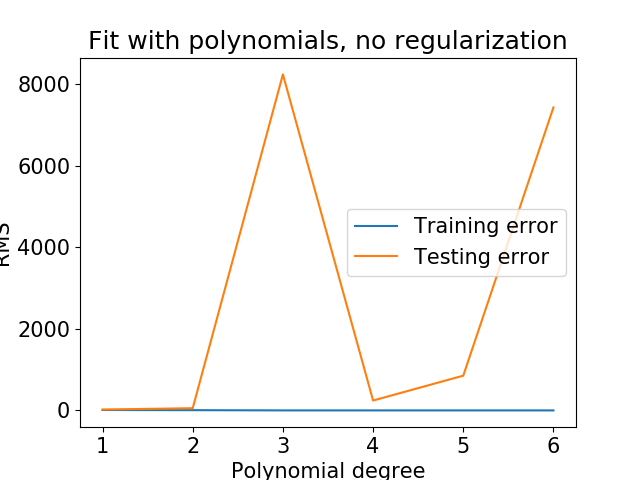 Fit with polynomials, no regularization
8000
6000
4000
2000
0
RMS
Training error
Testing error
1 2 3 4 5 6
Polynomial degree